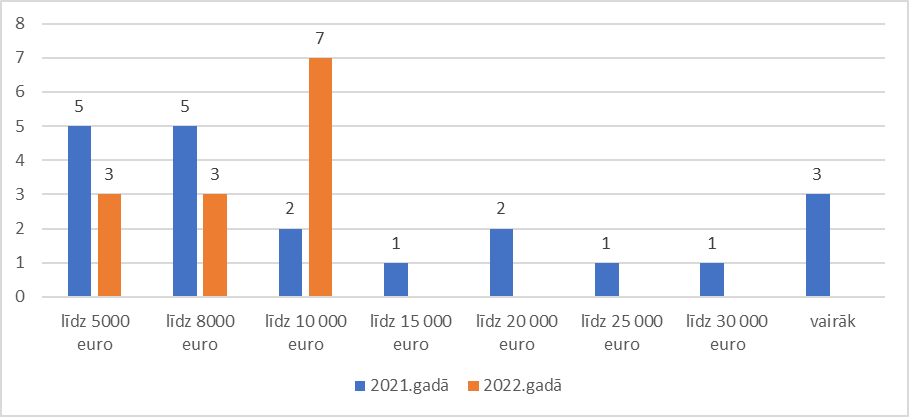 8
7
6
5
4
3
2
1
0
5
3
5
3
2
7
1
2
1
1
3
līdz 5000
euro
līdz 8000
euro
līdz 10 000
euro
līdz 15 000
euro
līdz 20 000
euro
līdz 25 000
euro
līdz 30 000
euro
vairāk
2021.gadā
2022.gadā